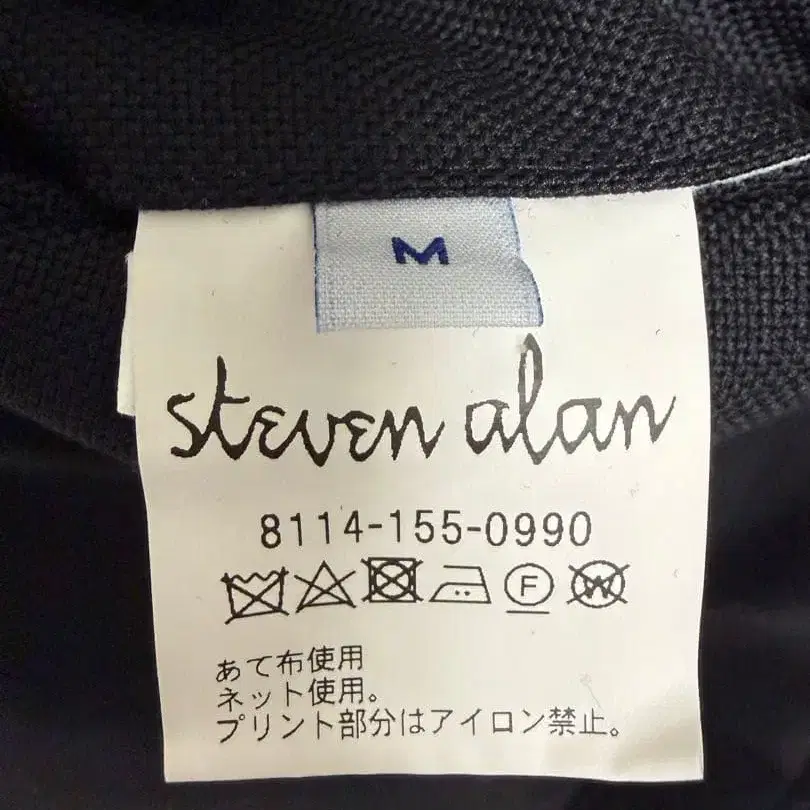 M
steven alan
8114-155-0990
F W
あて布使用
ネット使用。
プリント部分はアイロン禁止。